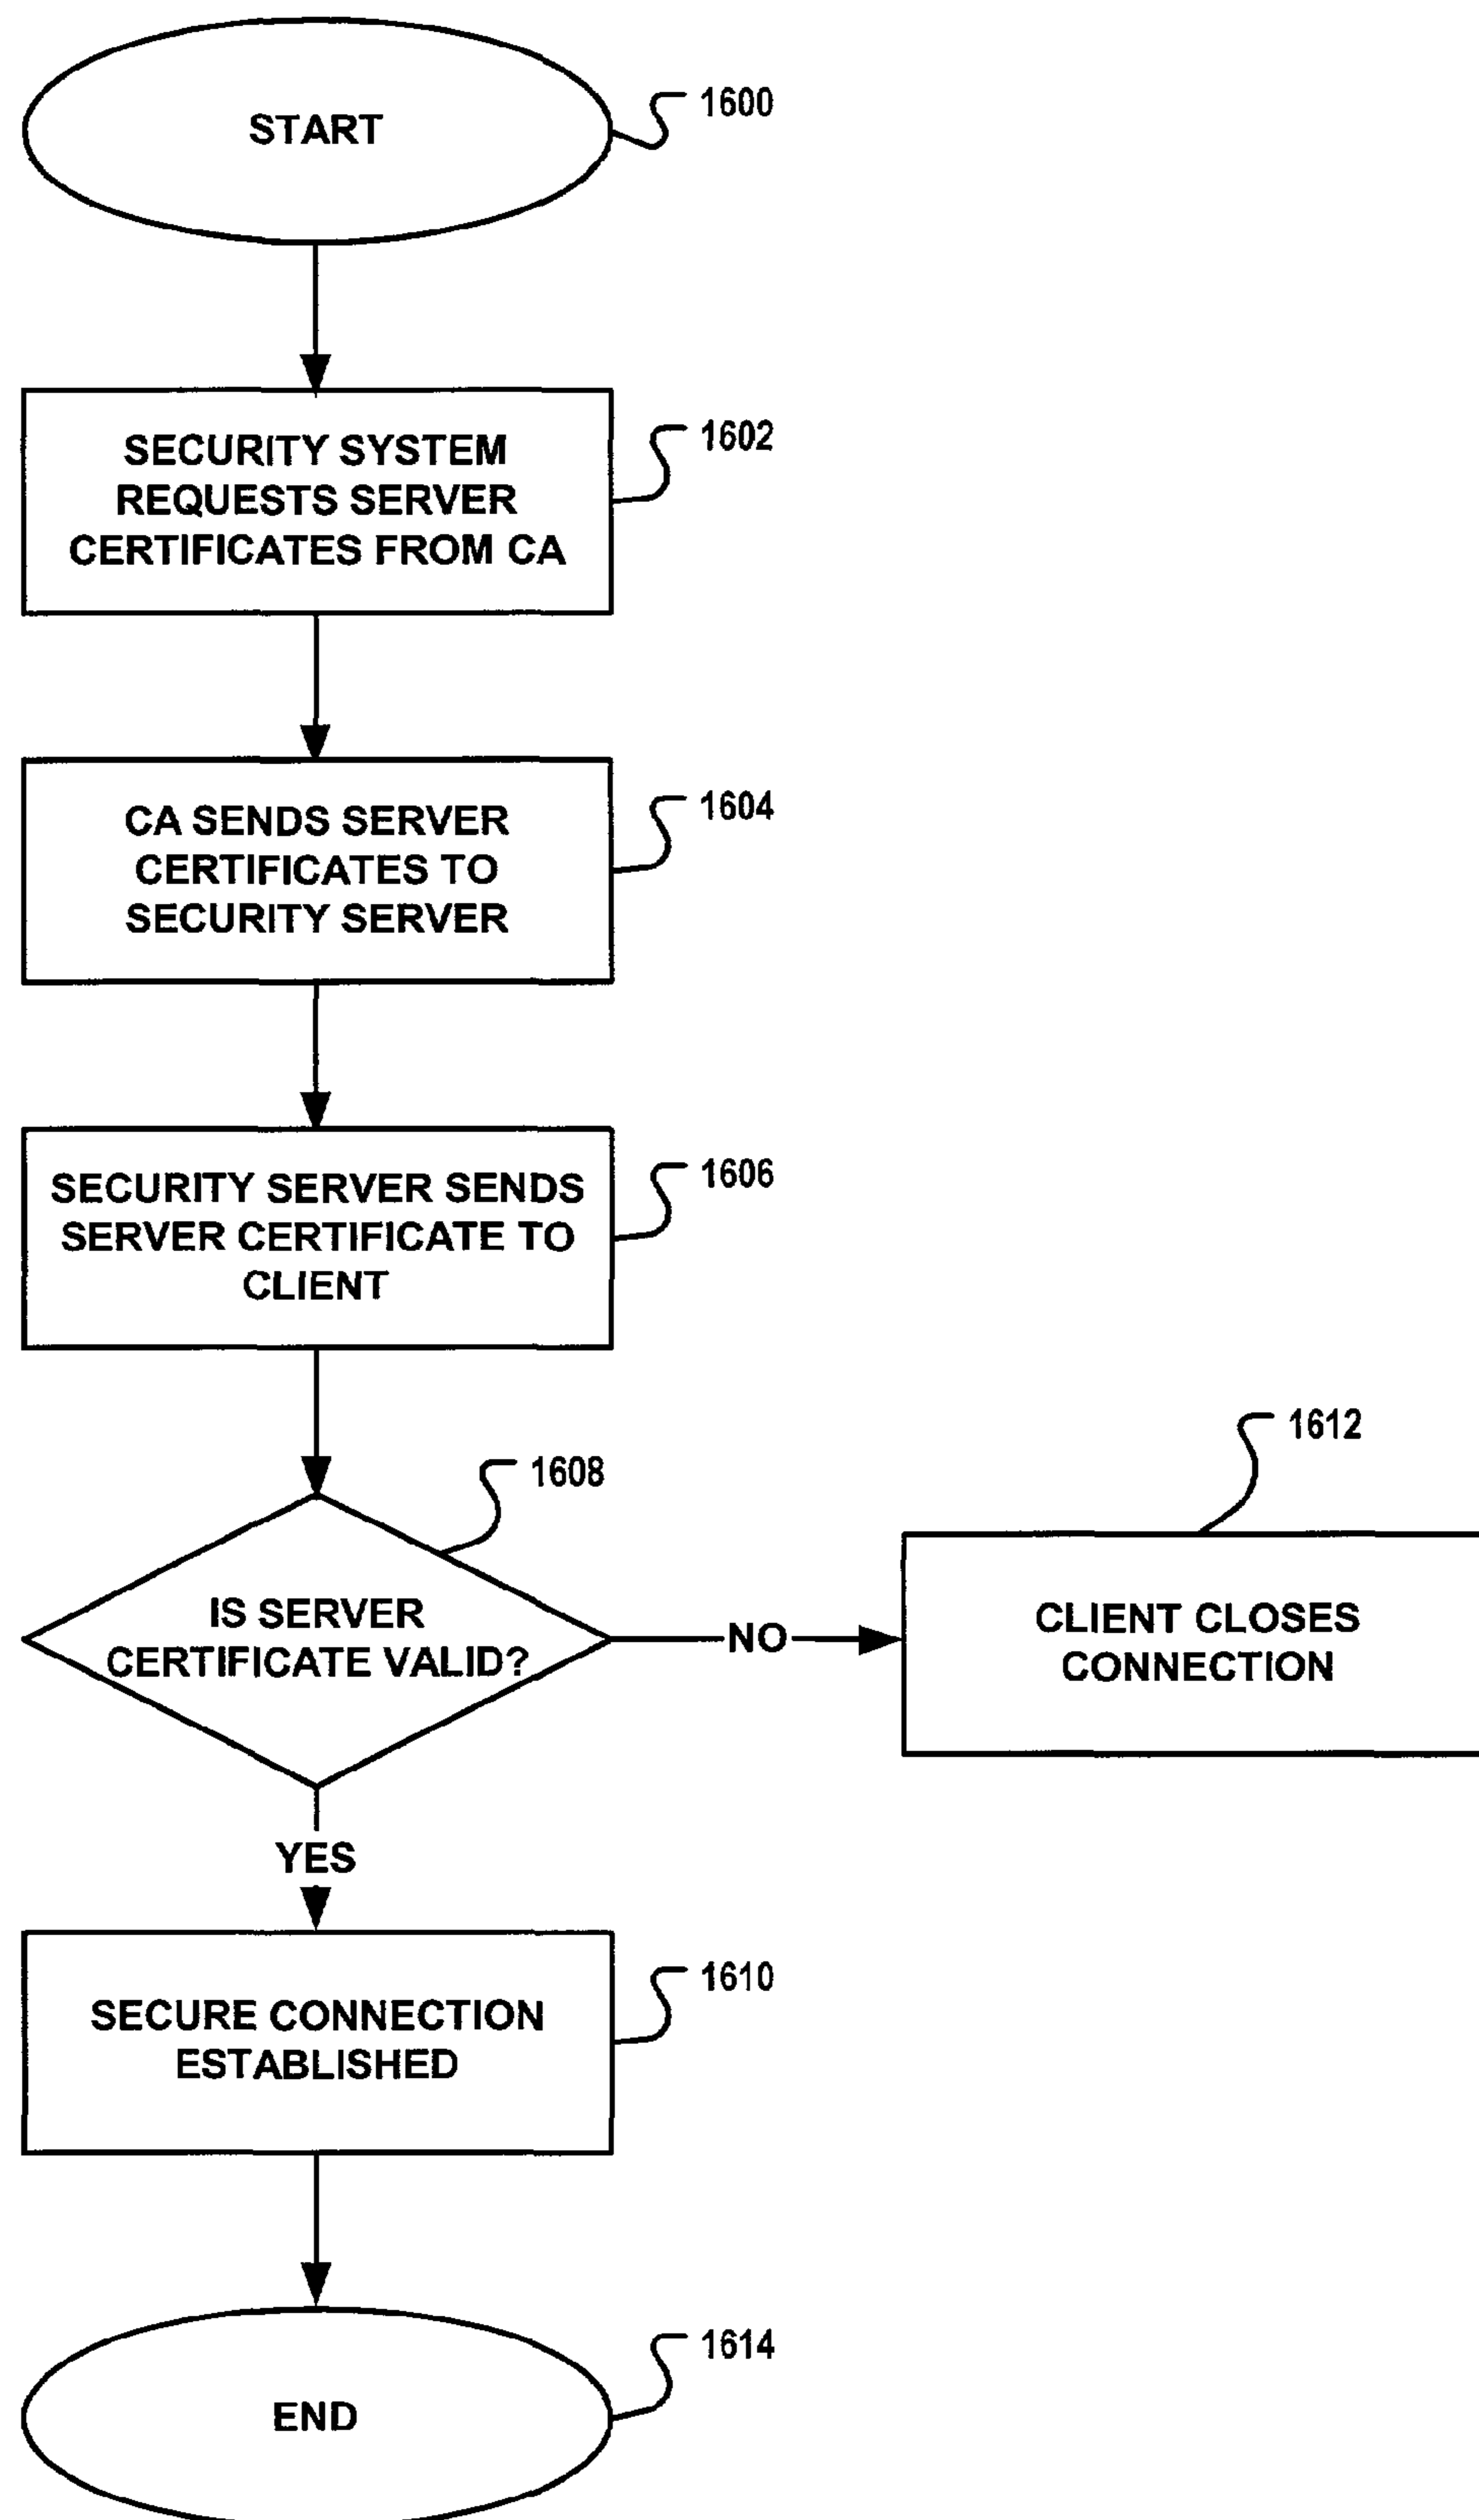 START
1600
SECURITY SYSTEM
REQUESTS SERVER
CERTIFICATES FROM CA
1602
CA SENDS SERVER
CERTIFICATES TO
SECURITY SERVER
1604
SECURITY SERVER SENDS
SERVER CERTIFICATE TO
CLIENT
1606
1608
IS SERVER
CERTIFICATE VALID?
NO
1612
CLIENT CLOSES
CONNECTION
YES
SECURE CONNECTION
ESTABLISHED
1610
END
1614